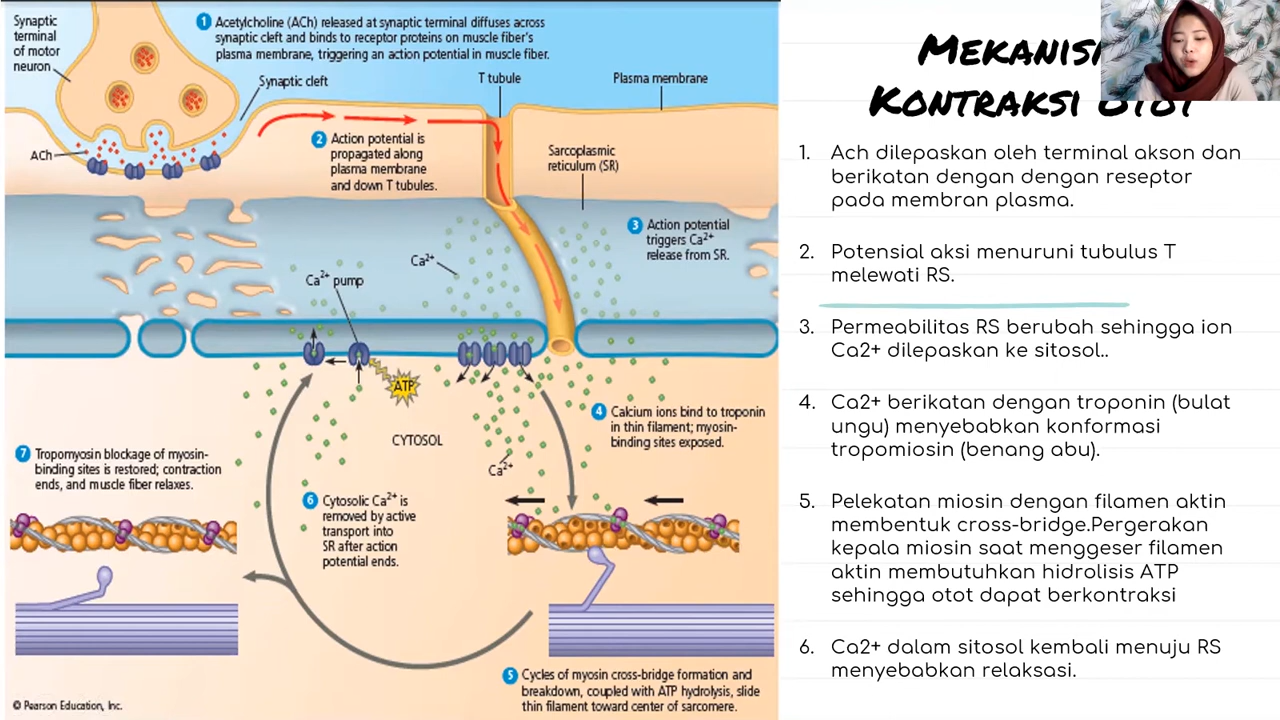 Synaptic
terminal
of motor
neuron
1 Acetylcholine (ACh) released at synaptic terminal diffuses across
synaptic cleft and binds to receptor proteins on muscle fiber's
plasma membrane, triggering an action potential in muscle fiber.
Synaptic cleft
T tubule
Plasma membrane
ACh
2 Action potential is
propagated along
plasma membrane
and down T tubules.
Sarcoplasmic
reticulum (SR)
3 Action potential
triggers Ca2+
release from SR.
Ca2+
Ca2+ pump
ATP
CYTOSOL
4 Calcium ions bind to troponin
in thin filament; myosin-
binding sites exposed.
Ca2+
7 Tropomyosin blockage of myosin-
binding sites is restored; contraction
ends, and muscle fiber relaxes.
6 Cytosolic Ca2+ is
removed by active
transport into
SR after action
potential ends.
5 Cycles of myosin cross-bridge formation and
breakdown, coupled with ATP hydrolysis, slide
thin filament toward center of sarcomere.
© Pearson Education, Inc.
KONTRAKSI
1. Ach dilepaskan oleh terminal akson dan
berikatan dengan dengan reseptor
pada membran plasma.
2. Potensial aksi menuruni tubulus T
melewati RS.
3. Permeabilitas RS berubah sehingga ion
Ca2+ dilepaskan ke sitosol..
4. Ca2+ berikatan dengan troponin (bulat
ungu) menyebabkan konformasi
tropomiosin (benang abu).
5. Pelekatan miosin dengan filamen aktin
membentuk cross-bridge.Pergerakan
kepala miosin saat menggeser filamen
aktin membutuhkan hidrolisis ATP
sehingga otot dapat berkontraksi
6. Ca2+ dalam sitosol kembali menuju RS
menyebabkan relaksasi.